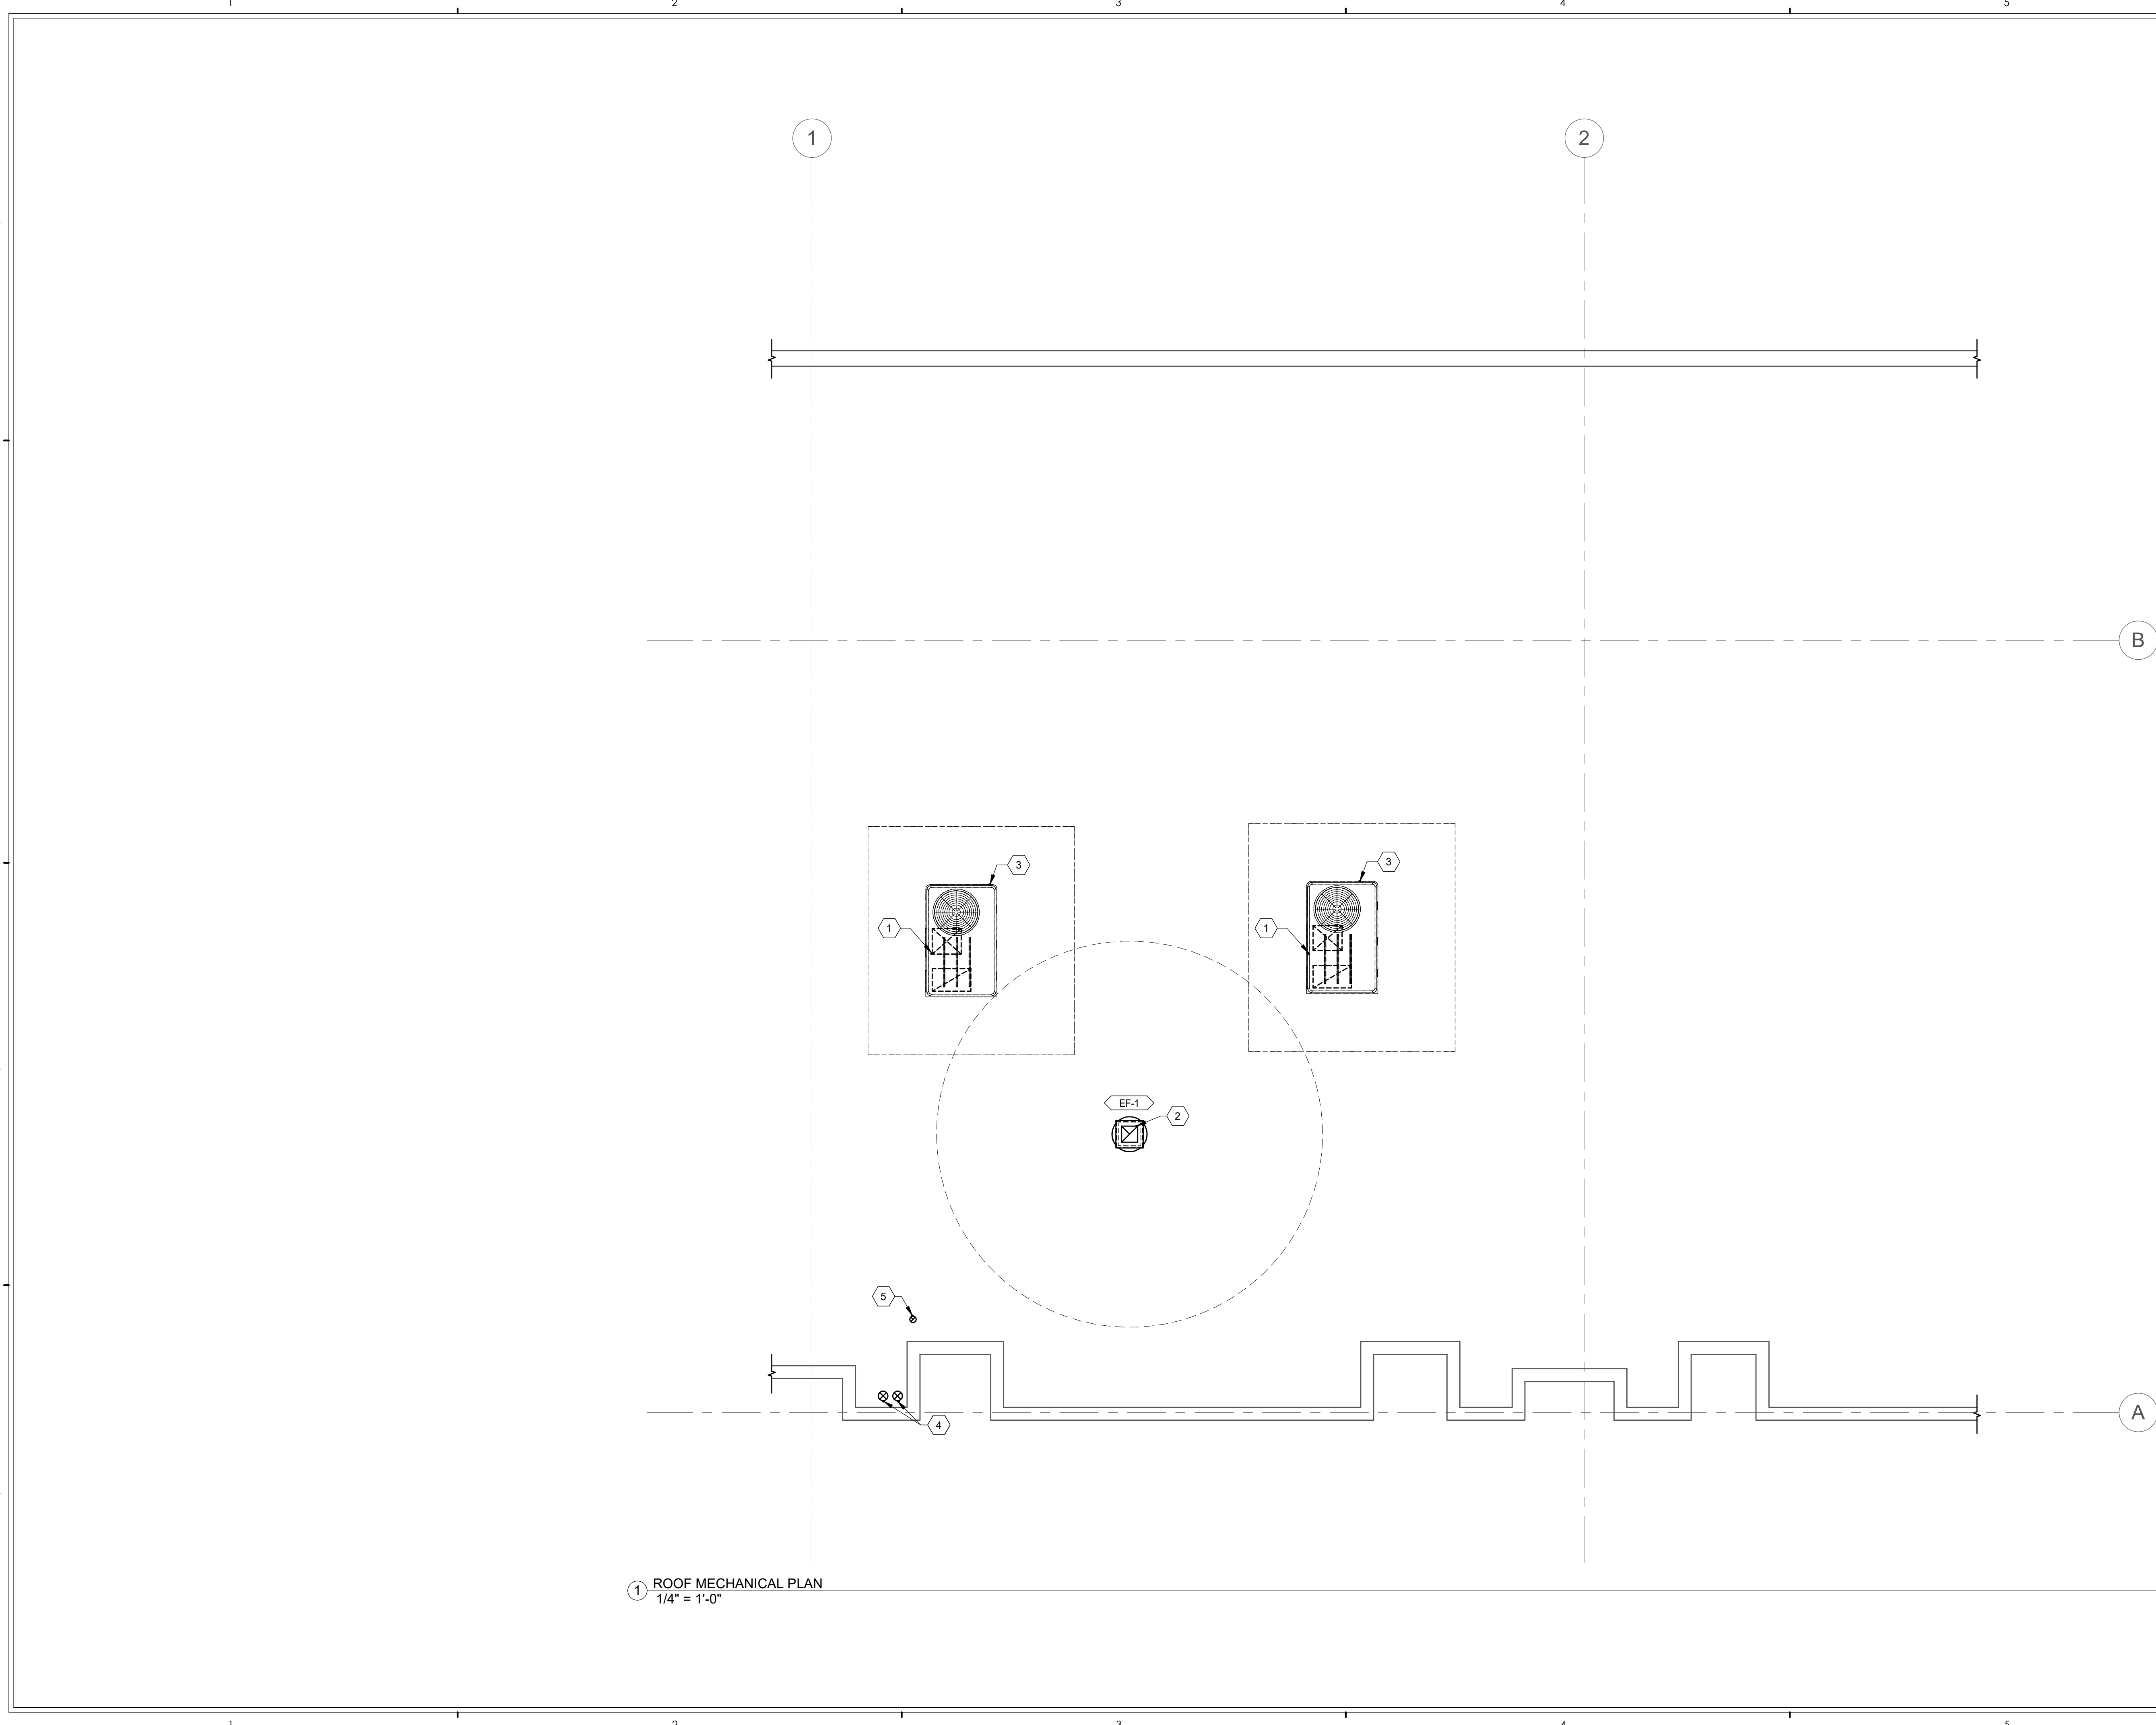 1 2 3 4 5
1 2
B
3 3
1 1
EF-1
2
5
4
A
1 ROOF MECHANICAL PLAN
1/4" = 1'-0"
1 2 3 4 5